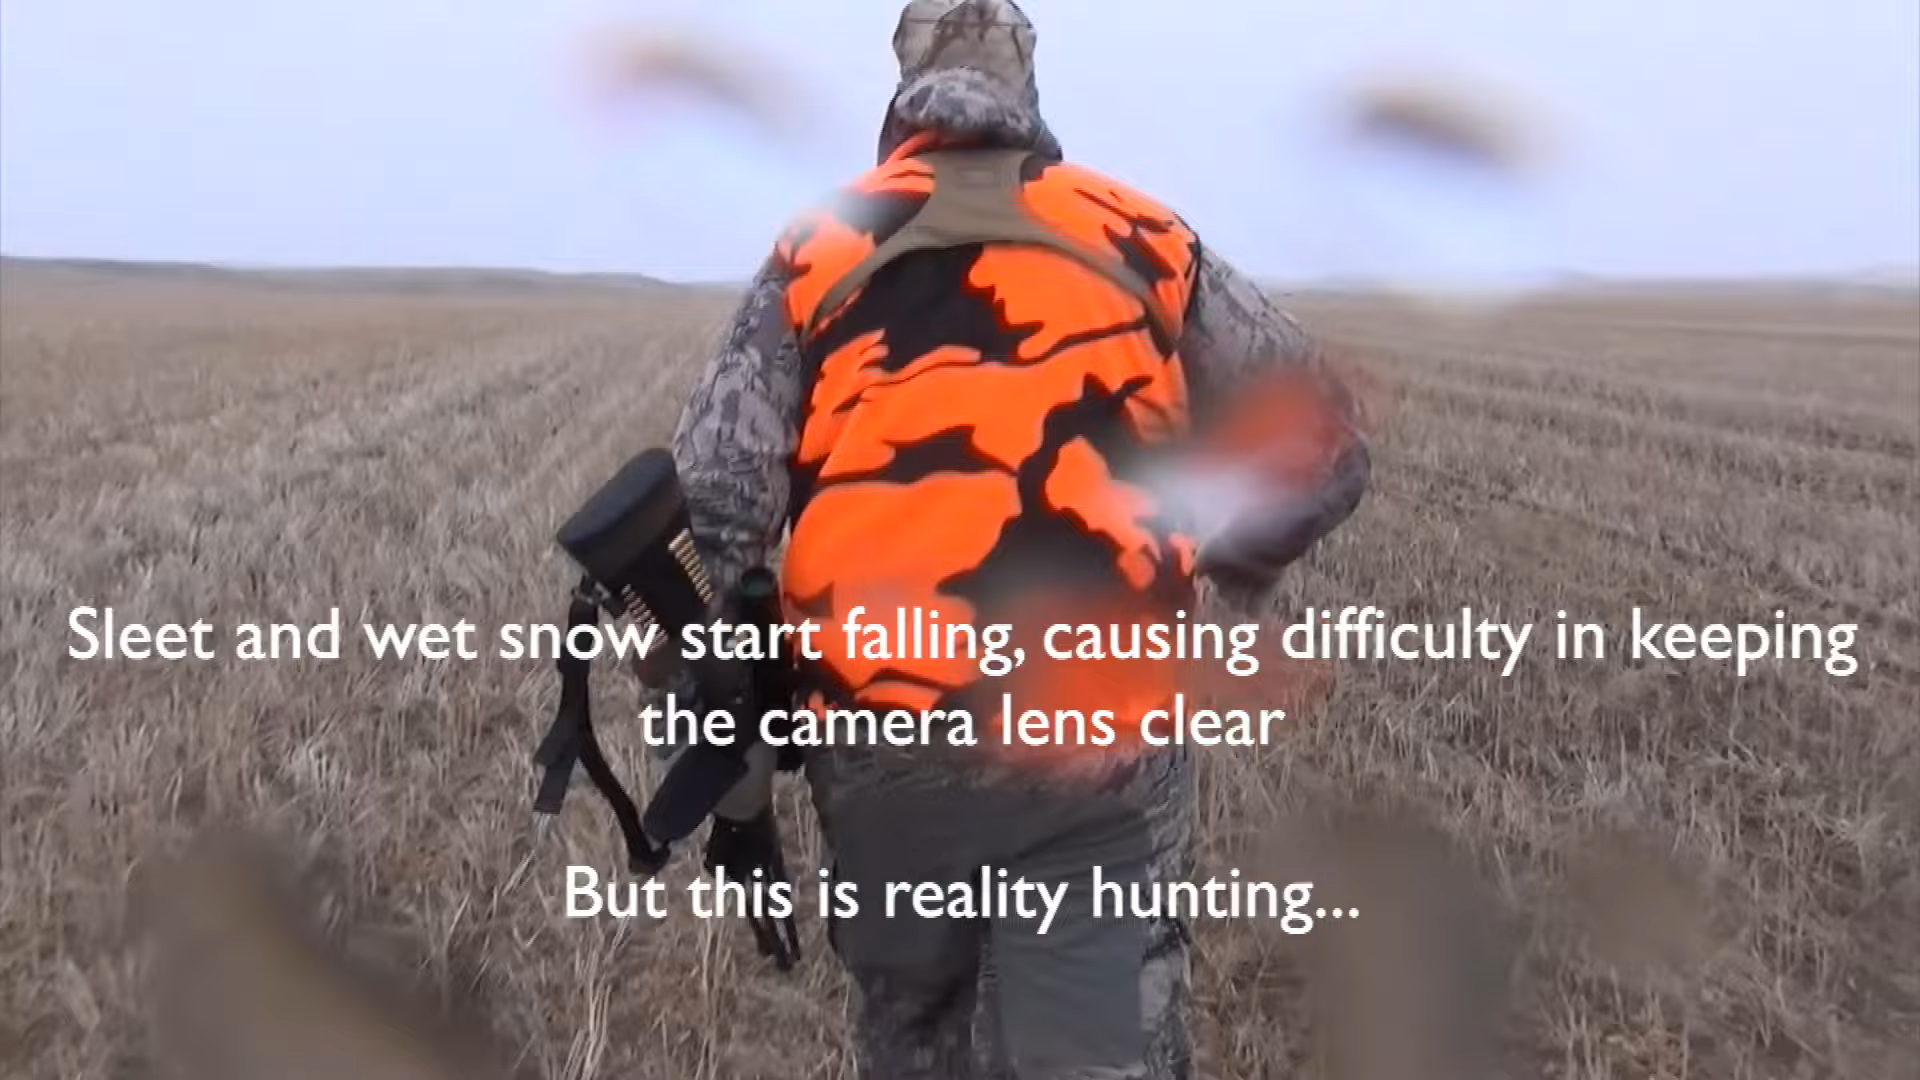 Sleet and wet snow start falling, causing difficulty in keeping
the camera lens clear
But this is reality hunting...